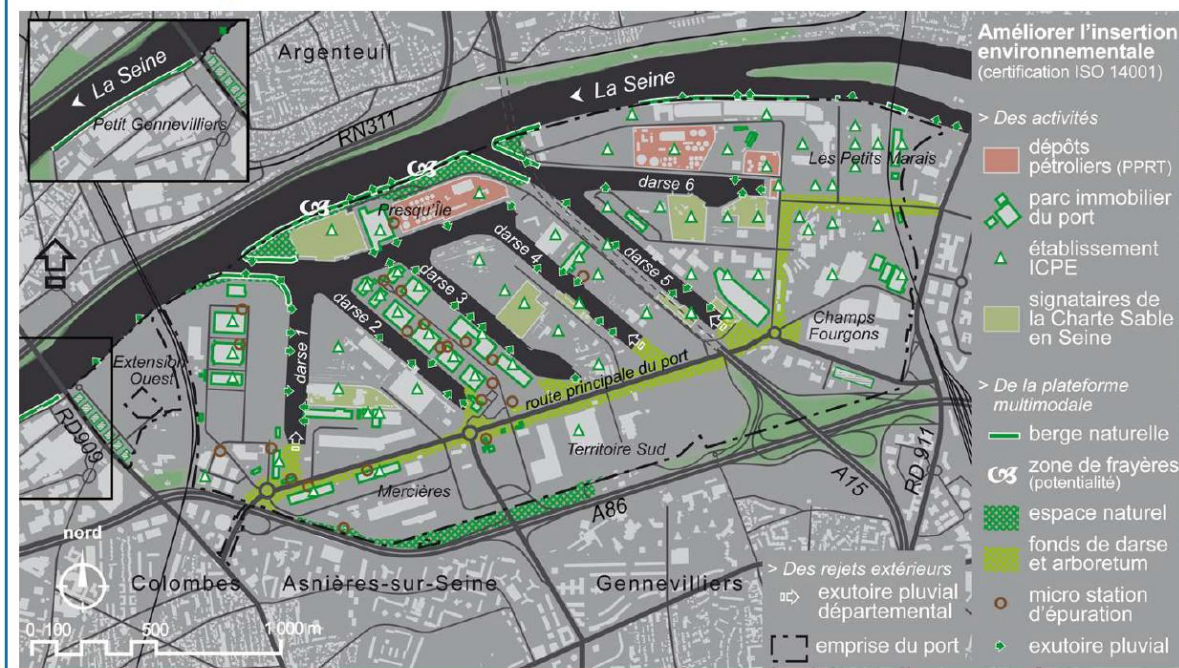 Argenteuil
La Seine
Petit Gennevilliers
RN311
La Seine
Les Petits Marais
Presqu'Île
darse 6
darse 5
darse 4
darse 3
darse 2
darse 1
Champs
Fourgons
Extension
Ouest
route principale du port
Territoire Sud
Mercières
RD909
A86
A15
RD 911
nord
Colombes
Asnières-sur-Seine
Gennevilliers
0 100 500 1 000 m
Améliorer l'insertion
environnementale
(certification ISO 14001)
> Des activités
dépôts
pétroliers (PPRT)
parc immobilier
du port
établissement
ICPE
signataires de
la Charte Sable
en Seine
> De la plateforme
multimodale
berge naturelle
zone de frayères
(potentialité)
espace naturel
fonds de darse
et arboretum
micro station
d'épuration
exutoire pluvial
> Des rejets extérieurs
exutoire pluvial
départemental
emprise du port